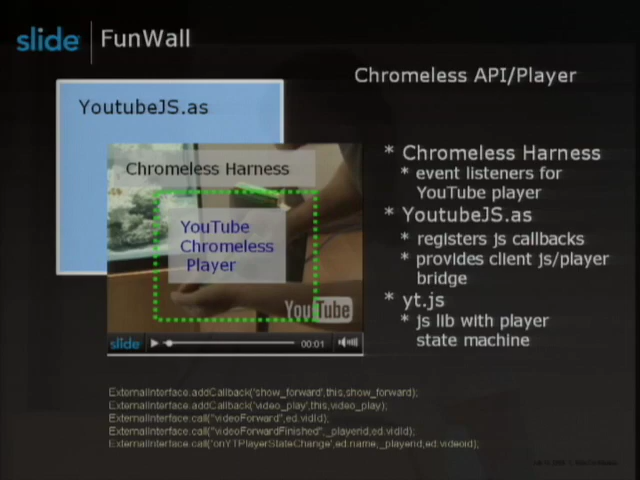 slide FunWall
Chromeless API/Player
YoutubeJS.as
Chromeless Harness
YouTube
Chromeless
Player
YouTube
slide 00:01
* Chromeless Harness
* event listeners for
YouTube player
* YoutubeJS.as
* registers js callbacks
* provides client js/player
bridge
* yt.js
* js lib with player
state machine
ExternalInterface.addCallback('show_forward',this,show_forward);
ExternalInterface.addCallback('video_play',this,video_play);
ExternalInterface.call("videoForward",ed.vidId);
ExternalInterface.call("videoForwardFinished",_playerid,ed.vidId);
ExternalInterface.call('onYTPlayerStateChange',ed.name,_playerid,ed.videoid);